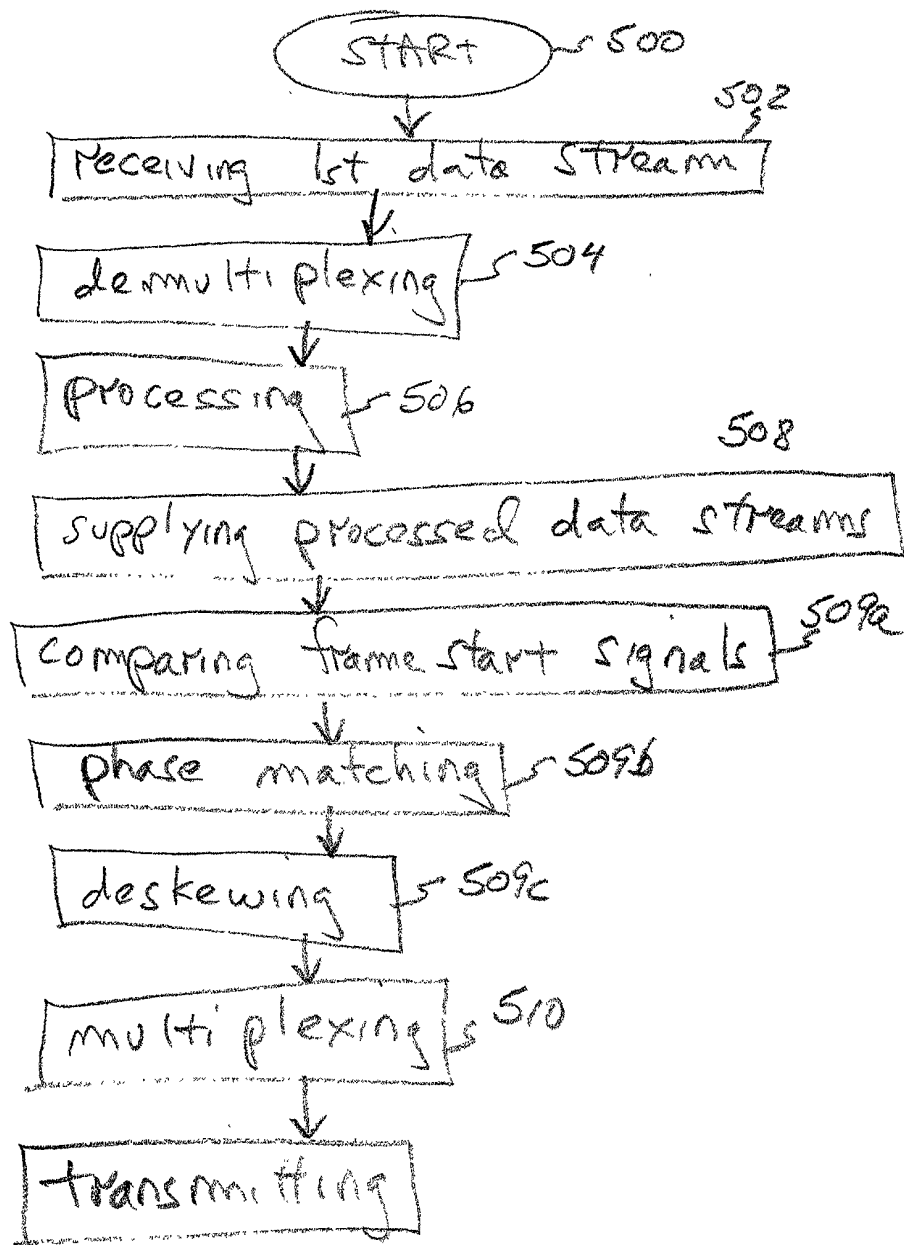 START 500
502
receiving 1st data stream
demultiplexing 504
processing 506
508
supplying processed data streams
comparing frame start signals 509a
phase matching 509b
deskewing 509c
multiplexing 510
transmitting